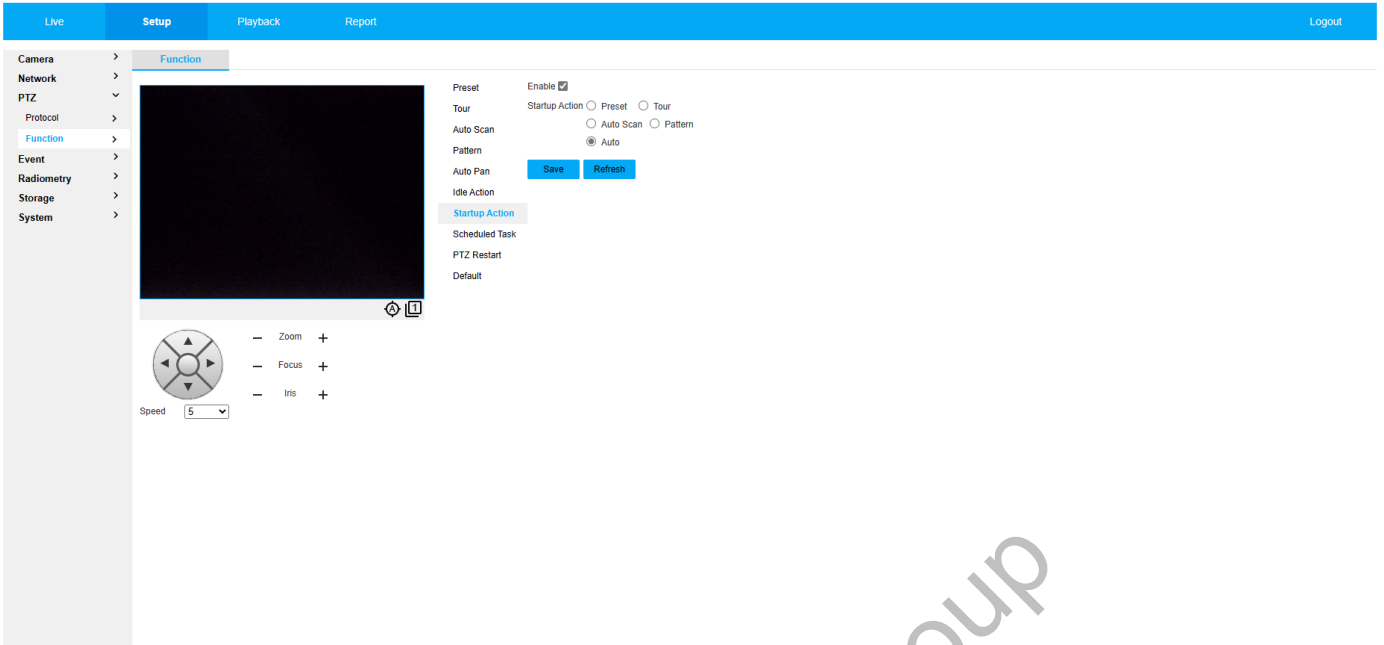 Live Setup Playback Report Logout
Camera
Network
PTZ
Protocol
Function
Event
Radiometry
Storage
System
Function
Preset
Tour
Auto Scan
Pattern
Auto Pan
Idle Action
Startup Action
Scheduled Task
PTZ Restart
Default
Enable
Startup Action Preset Tour
Auto Scan Pattern
Auto
Save Refresh
A 1
Zoom
Focus
Iris
Speed 5
oup